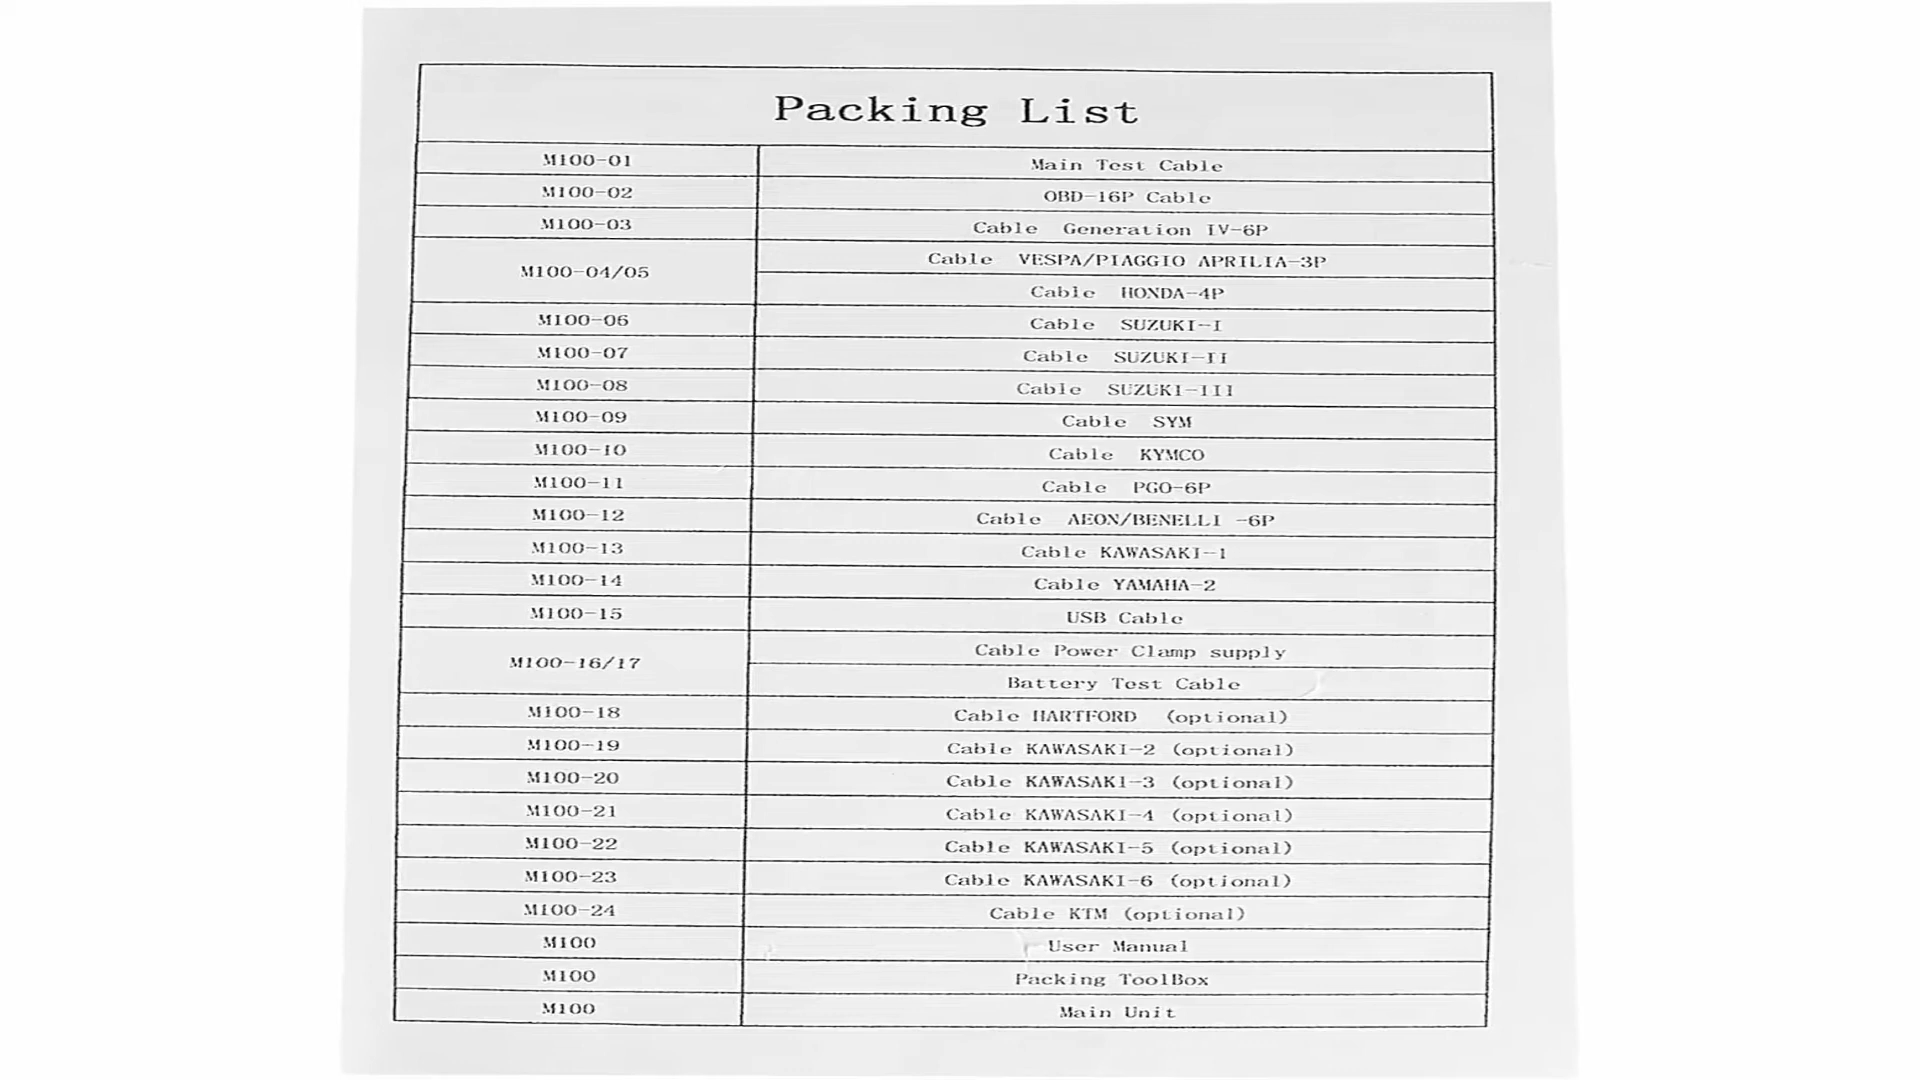 Packing List
M100-01 Main Test Cable
M100-02 OBD-16P Cable
M100-03 Cable Generation IV-6P
M100-04/05 Cable VESPA/PIAGGIO APRILIA-3P
Cable HONDA-4P
M100-06 Cable SUZUKI-I
M100-07 Cable SUZUKI-II
M100-08 Cable SUZUKI-III
M100-09 Cable SYM
M100-10 Cable KYMCO
M100-11 Cable PGO-6P
M100-12 Cable AEON/BENELLI -6P
M100-13 Cable KAWASAKI-1
M100-14 Cable YAMAHA-2
M100-15 USB Cable
M100-16/17 Cable Power Clamp supply
Battery Test Cable
M100-18 Cable HARTFORD (optional)
M100-19 Cable KAWASAKI-2 (optional)
M100-20 Cable KAWASAKI-3 (optional)
M100-21 Cable KAWASAKI-4 (optional)
M100-22 Cable KAWASAKI-5 (optional)
M100-23 Cable KAWASAKI-6 (optional)
M100-24 Cable KTM (optional)
M100 User Manual
M100 Packing ToolBox
M100 Main Unit